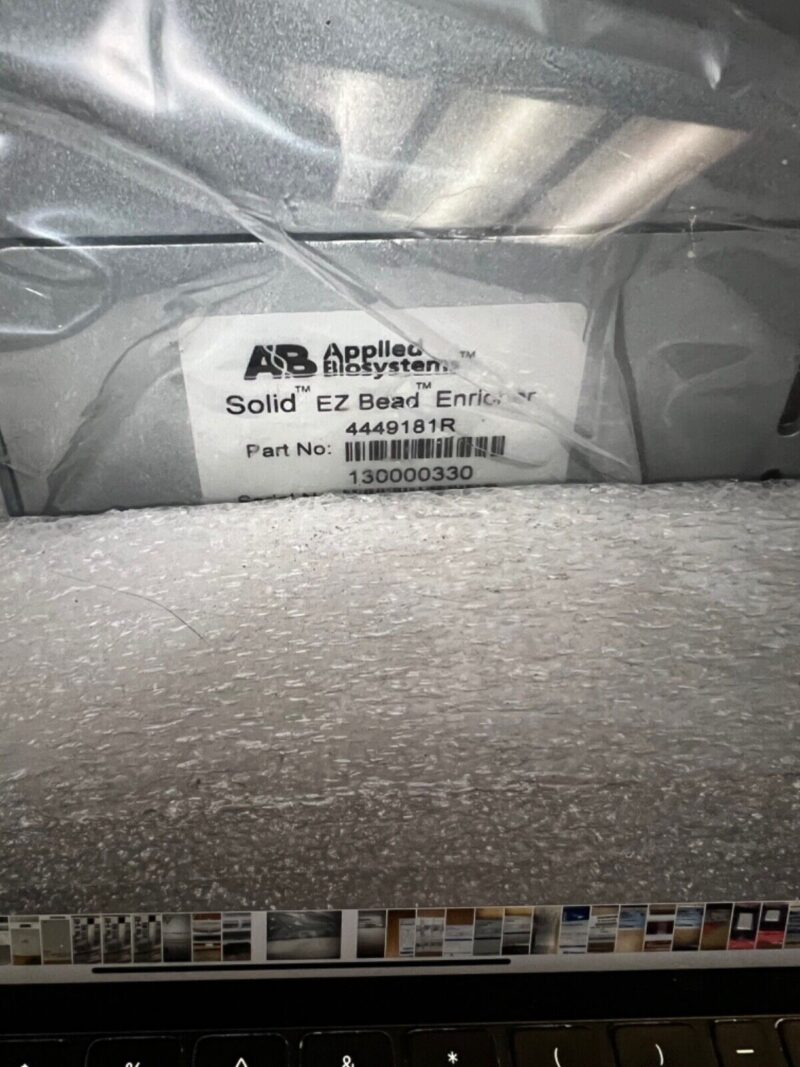 AB Applied Biosystems™
Solid™ EZ Bead™ Enricher
4449181R
Part No:
130000330
% ^ & * ( ) –